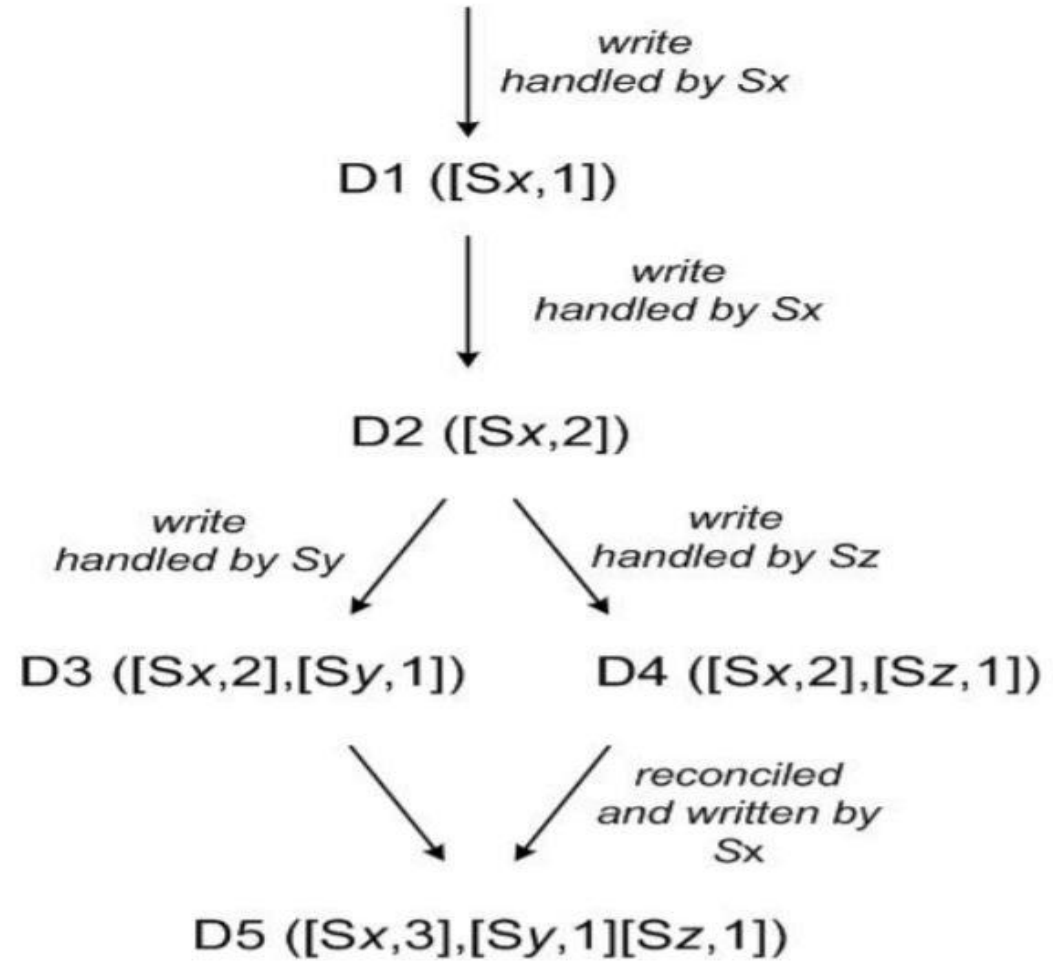 write
handled by Sx
D1 ([Sx,1])
write
handled by Sx
D2 ([Sx,2])
write
handled by Sy
write
handled by Sz
D3 ([Sx,2],[Sy,1])
D4 ([Sx,2],[Sz,1])
reconciled
and written by
Sx
D5 ([Sx,3],[Sy,1][Sz,1])